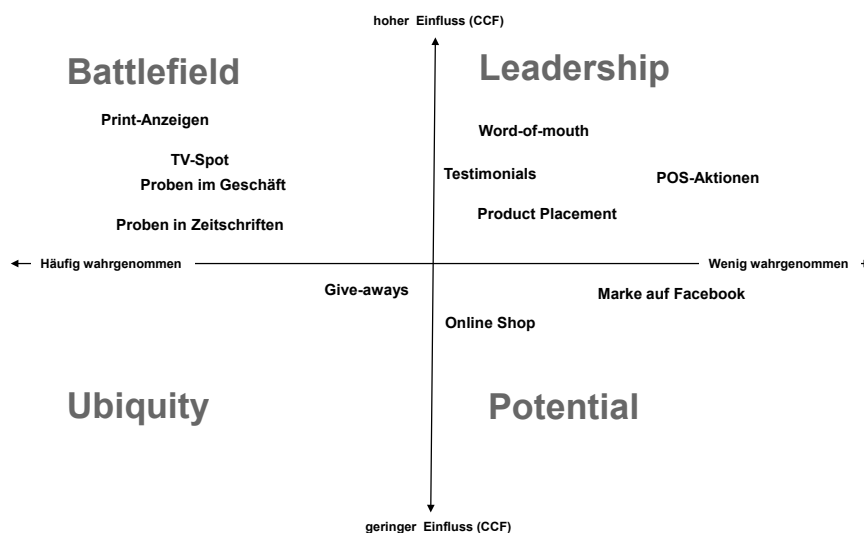 hoher Einfluss (CCF)
Battlefield
Leadership
Print-Anzeigen
Word-of-mouth
TV-Spot
Testimonials
POS-Aktionen
Proben im Geschäft
Product Placement
Proben in Zeitschriften
Häufig wahrgenommen
Wenig wahrgenommen
Give-aways
Marke auf Facebook
Online Shop
Ubiquity
Potential
geringer Einfluss (CCF)